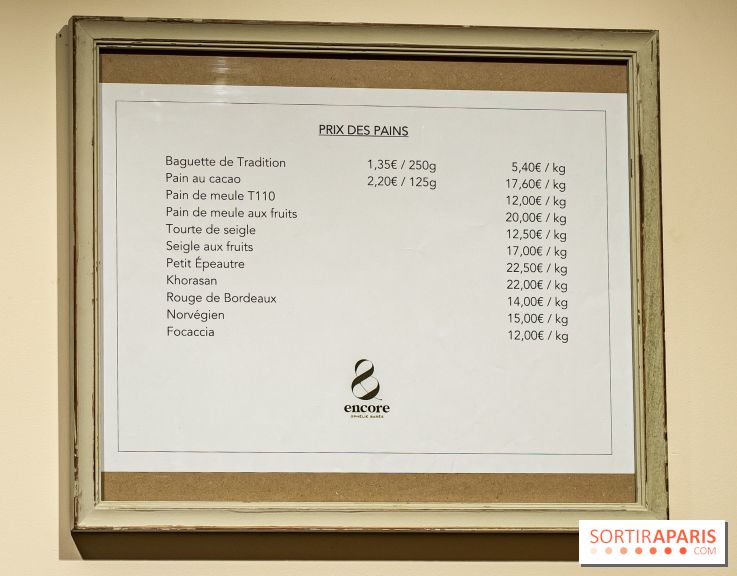 PRIX DES PAINS
Baguette de Tradition 1,35€ / 250g 5,40€ / kg
Pain au cacao 2,20€ / 125g 17,60€ / kg
Pain de meule T110 12,00€ / kg
Pain de meule aux fruits 20,00€ / kg
Tourte de seigle 12,50€ / kg
Seigle aux fruits 17,00€ / kg
Petit Épeautre 22,50€ / kg
Khorasan 22,00€ / kg
Rouge de Bordeaux 14,00€ / kg
Norvégien 15,00€ / kg
Focaccia 12,00€ / kg
&
encore
OPHÉLIE BARÈS
SORTIRAPARIS
.COM